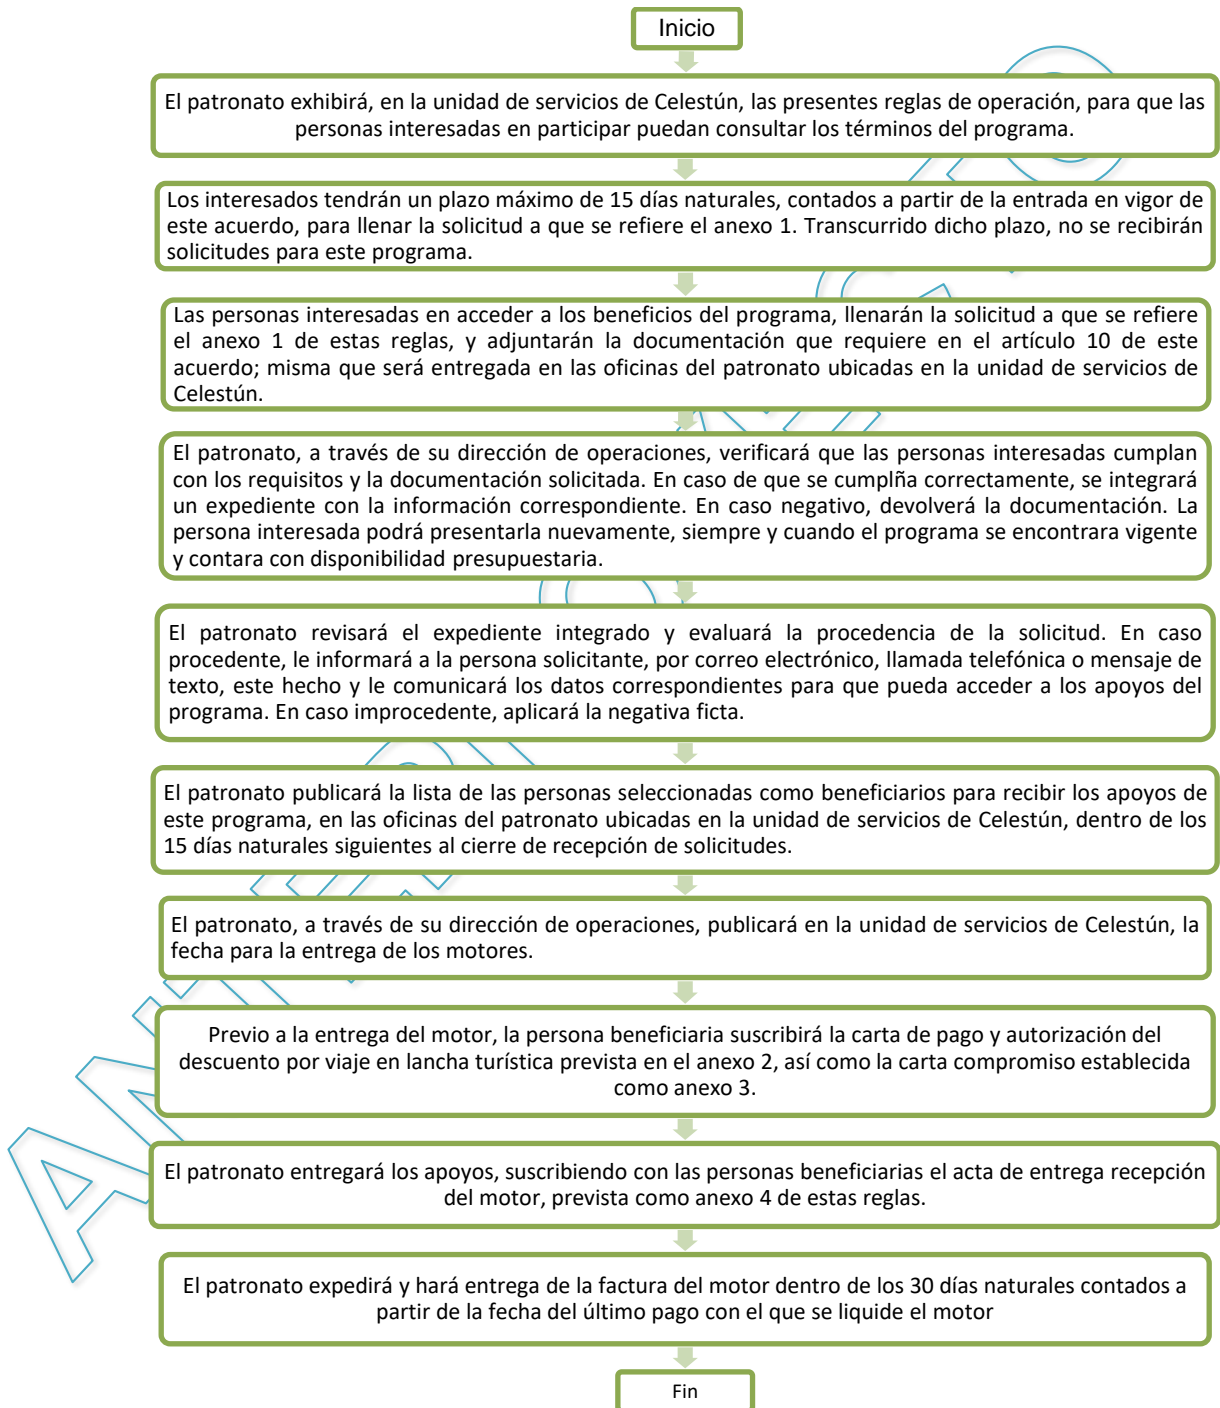 Inicio
El patronato exhibirá, en la unidad de servicios de Celestún, las presentes reglas de operación, para que las
personas interesadas en participar puedan consultar los términos del programa.
Los interesados tendrán un plazo máximo de 15 días naturales, contados a partir de la entrada en vigor de
este acuerdo, para llenar la solicitud a que se refiere el anexo 1. Transcurrido dicho plazo, no se recibirán
solicitudes para este programa.
Las personas interesadas en acceder a los beneficios del programa, llenarán la solicitud a que se refiere
el anexo 1 de estas reglas, y adjuntarán la documentación que requiere en el artículo 10 de este
acuerdo; misma que será entregada en las oficinas del patronato ubicadas en la unidad de servicios de
Celestún.
El patronato, a través de su dirección de operaciones, verificará que las personas interesadas cumplan
con los requisitos y la documentación solicitada. En caso de que se cumplña correctamente, se integrará
un expediente con la información correspondiente. En caso negativo, devolverá la documentación. La
persona interesada podrá presentarla nuevamente, siempre y cuando el programa se encontrara vigente
y contara con disponibilidad presupuestaria.
El patronato revisará el expediente integrado y evaluará la procedencia de la solicitud. En caso
procedente, le informará a la persona solicitante, por correo electrónico, llamada telefónica o mensaje de
texto, este hecho y le comunicará los datos correspondientes para que pueda acceder a los apoyos del
programa. En caso improcedente, aplicará la negativa ficta.
El patronato publicará la lista de las personas seleccionadas como beneficiarios para recibir los apoyos de
este programa, en las oficinas del patronato ubicadas en la unidad de servicios de Celestún, dentro de los
15 días naturales siguientes al cierre de recepción de solicitudes.
El patronato, a través de su dirección de operaciones, publicará en la unidad de servicios de Celestún, la
fecha para la entrega de los motores.
Previo a la entrega del motor, la persona beneficiaria suscribirá la carta de pago y autorización del
descuento por viaje en lancha turística prevista en el anexo 2, así como la carta compromiso establecida
como anexo 3.
El patronato entregará los apoyos, suscribiendo con las personas beneficiarias el acta de entrega recepción
del motor, prevista como anexo 4 de estas reglas.
El patronato expedirá y hará entrega de la factura del motor dentro de los 30 días naturales contados a
partir de la fecha del último pago con el que se liquide el motor
Fin